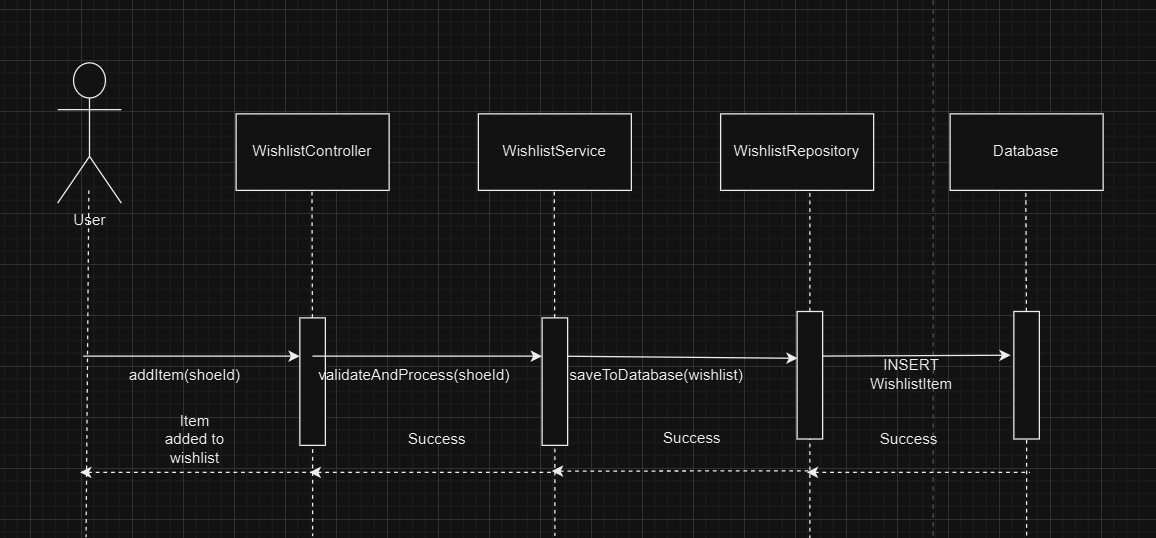 WishlistController
WishlistService
WishlistRepository
Database
User
addItem(shoeId)
validateAndProcess(shoeId)
saveToDatabase(wishlist)
INSERT
WishlistItem
Item
added to
wishlist
Success
Success
Success